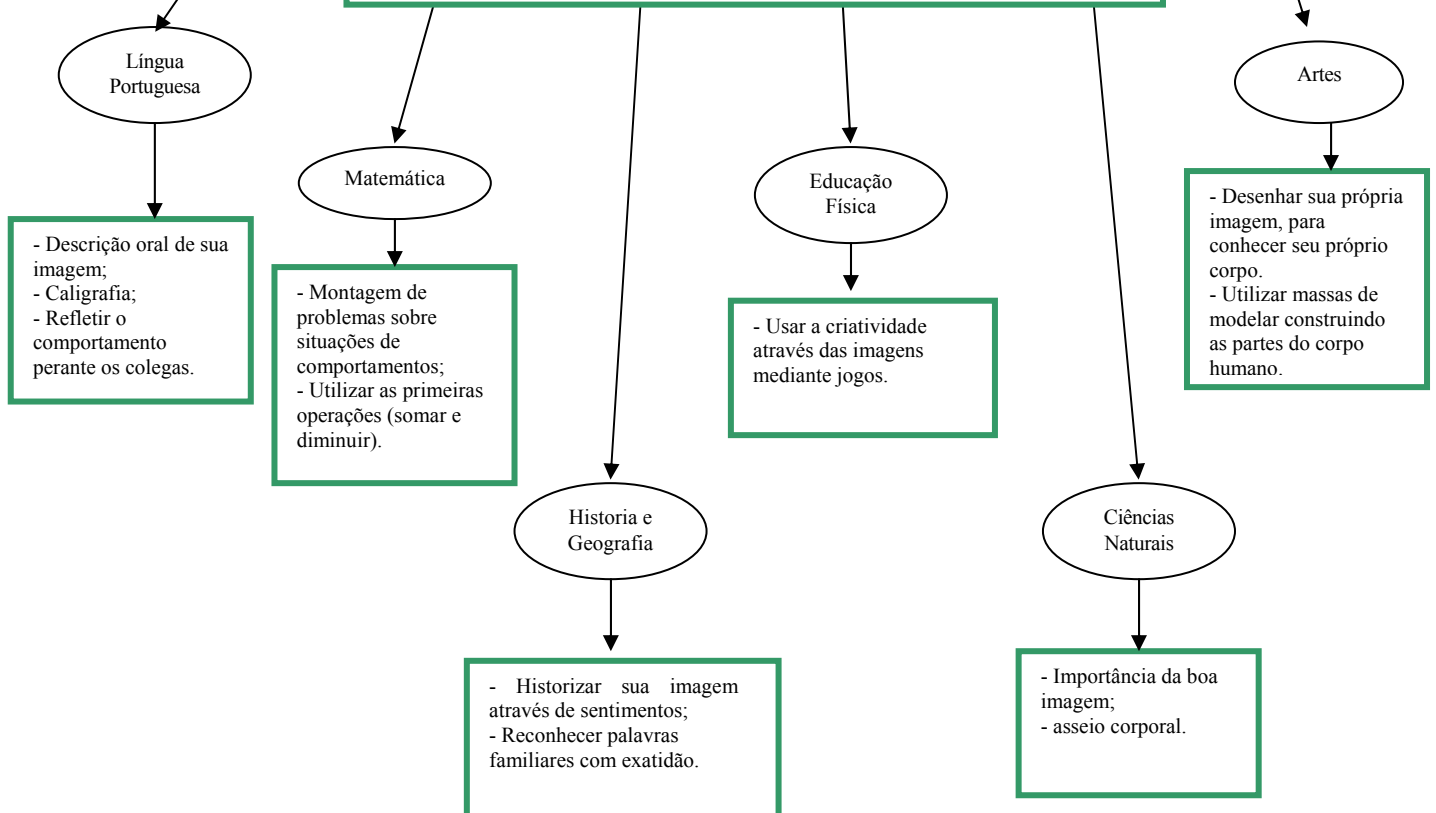 Língua
Portuguesa
- Descrição oral de sua
imagem;
- Caligrafia;
- Refletir o
comportamento
perante os colegas.
Matemática
- Montagem de
problemas sobre
situações de
comportamentos;
- Utilizar as primeiras
operações (somar e
diminuir).
Historia e
Geografia
- Historizar sua imagem
através de sentimentos;
- Reconhecer palavras
familiares com exatidão.
Educação
Física
- Usar a criatividade
através das imagens
mediante jogos.
Ciências
Naturais
- Importância da boa
imagem;
- asseio corporal.
Artes
- Desenhar sua própria
imagem, para
conhecer seu próprio
corpo.
- Utilizar massas de
modelar construindo
as partes do corpo
humano.